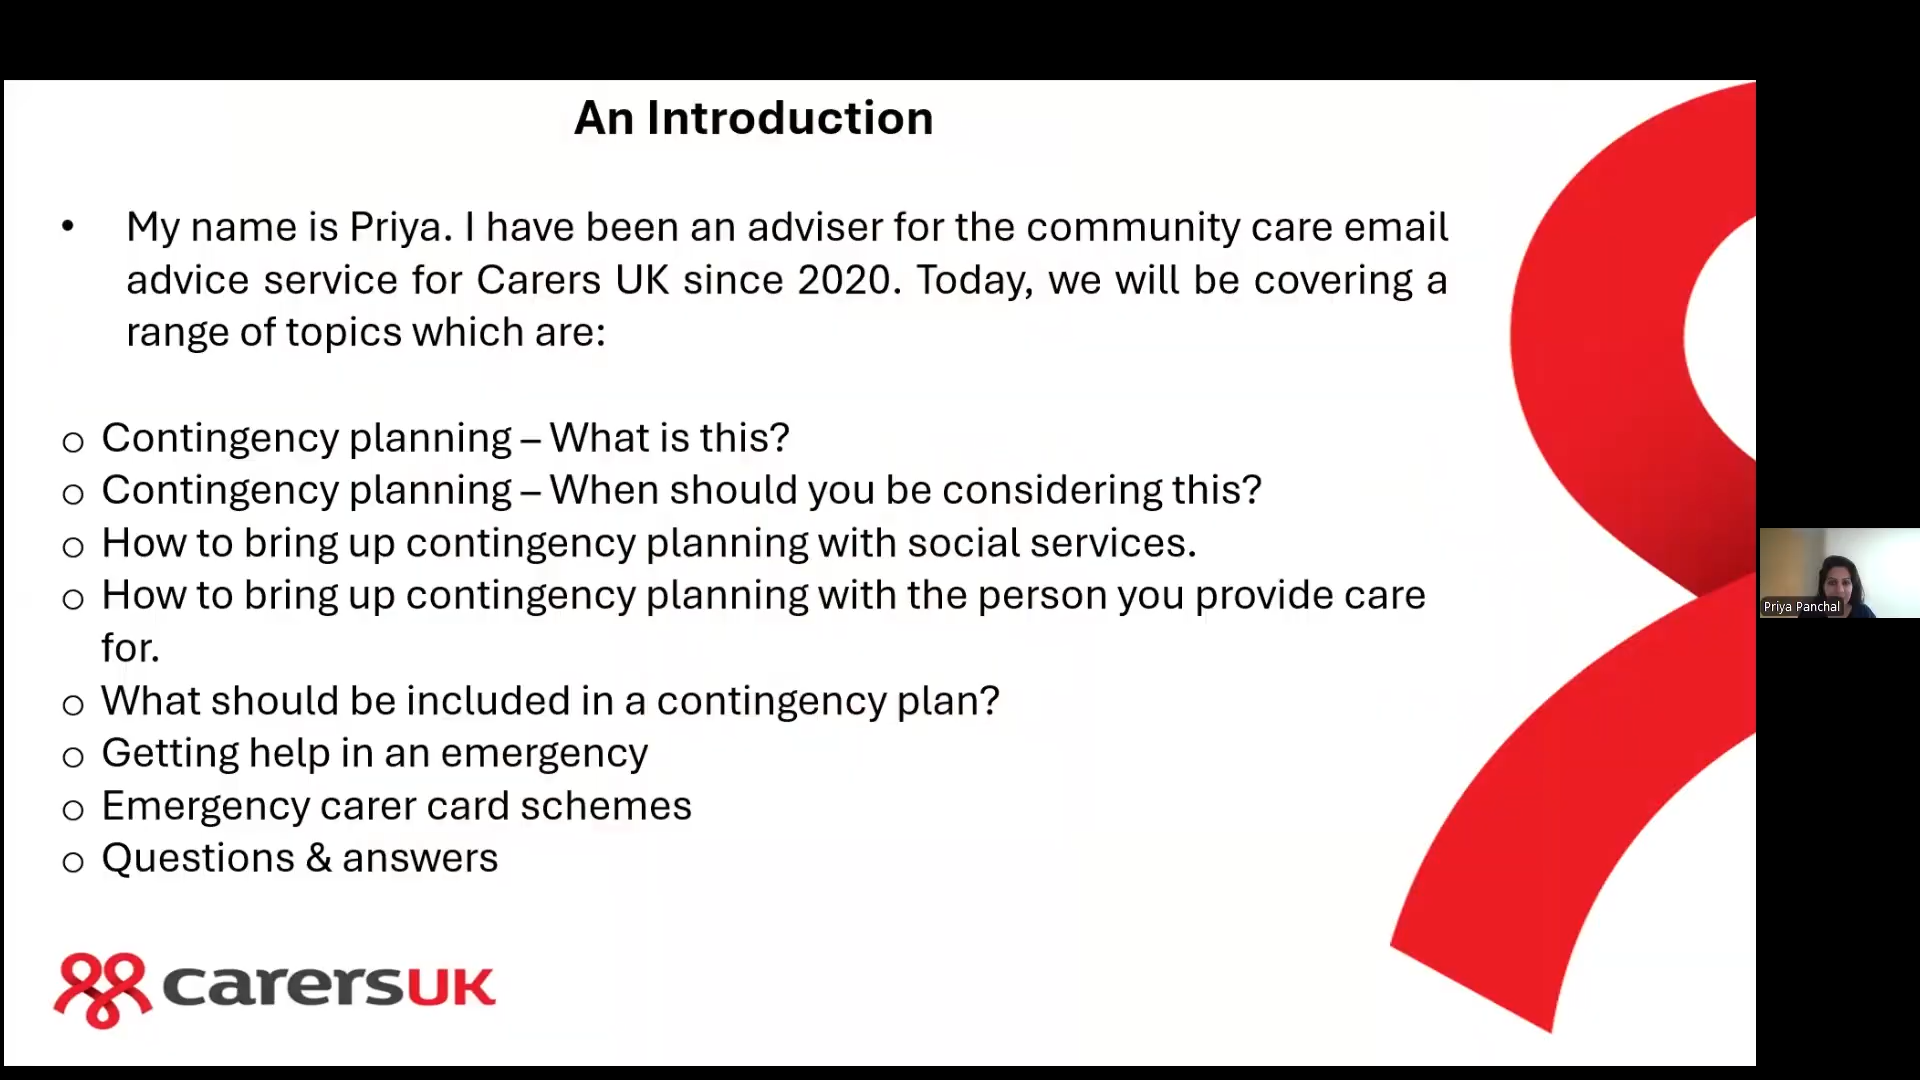 An Introduction
• My name is Priya. I have been an adviser for the community care email
advice service for Carers UK since 2020. Today, we will be covering a
range of topics which are:
o Contingency planning – What is this?
o Contingency planning – When should you be considering this?
o How to bring up contingency planning with social services.
o How to bring up contingency planning with the person you provide care
for.
o What should be included in a contingency plan?
o Getting help in an emergency
o Emergency carer card schemes
o Questions & answers
carersUK
Priya Panchal